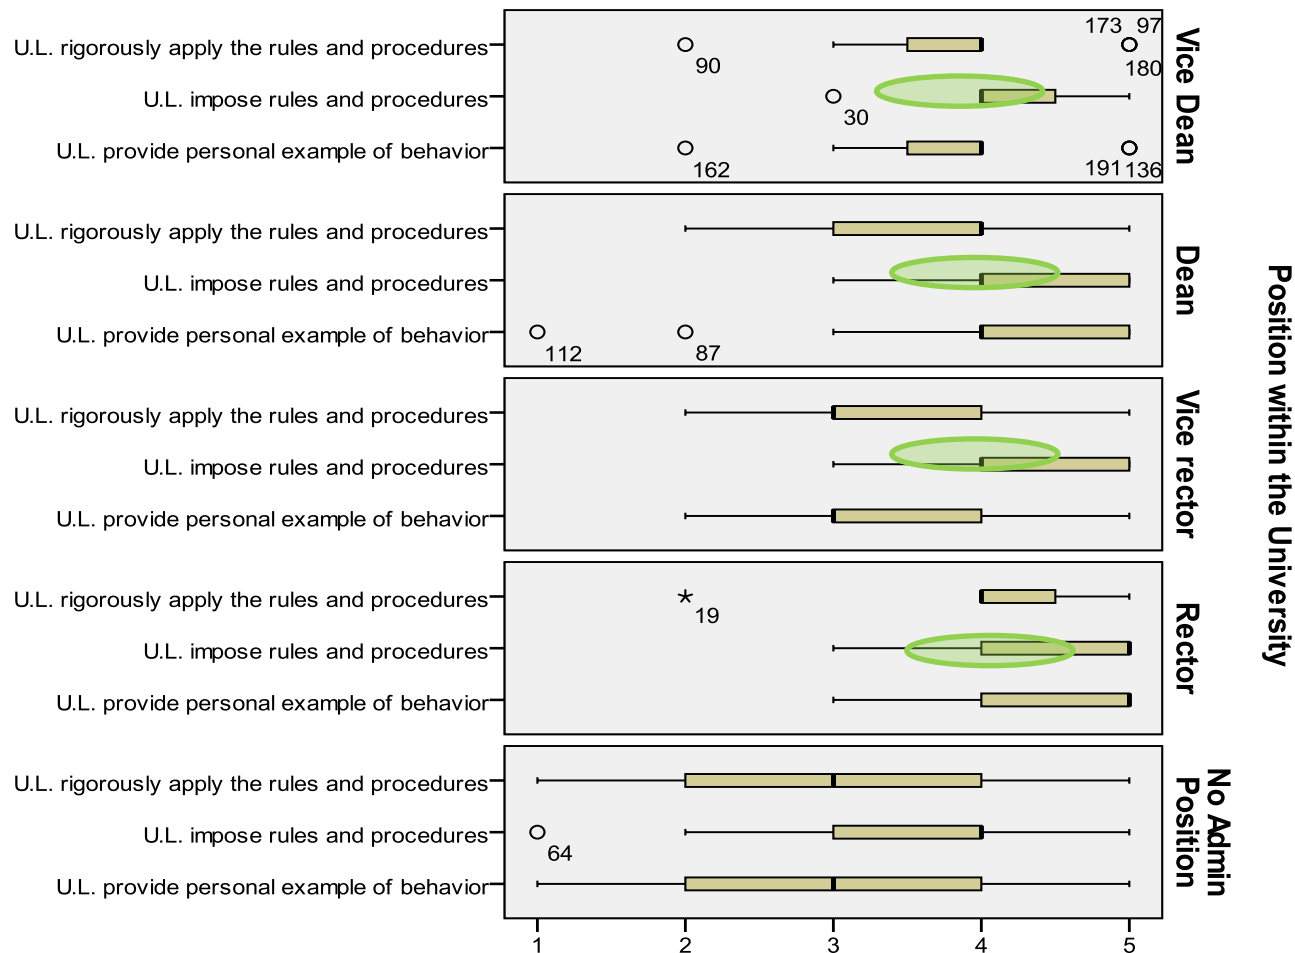 173 97
U.L. rigorously apply the rules and procedures
90
180
U.L. impose rules and procedures
30
U.L. provide personal example of behavior
162
191 136
Vice Dean
U.L. rigorously apply the rules and procedures
U.L. impose rules and procedures
U.L. provide personal example of behavior
112
87
Dean
U.L. rigorously apply the rules and procedures
U.L. impose rules and procedures
U.L. provide personal example of behavior
Vice rector
U.L. rigorously apply the rules and procedures
19
U.L. impose rules and procedures
U.L. provide personal example of behavior
Rector
U.L. rigorously apply the rules and procedures
U.L. impose rules and procedures
64
U.L. provide personal example of behavior
No Admin
Position
1 2 3 4 5
Position within the University